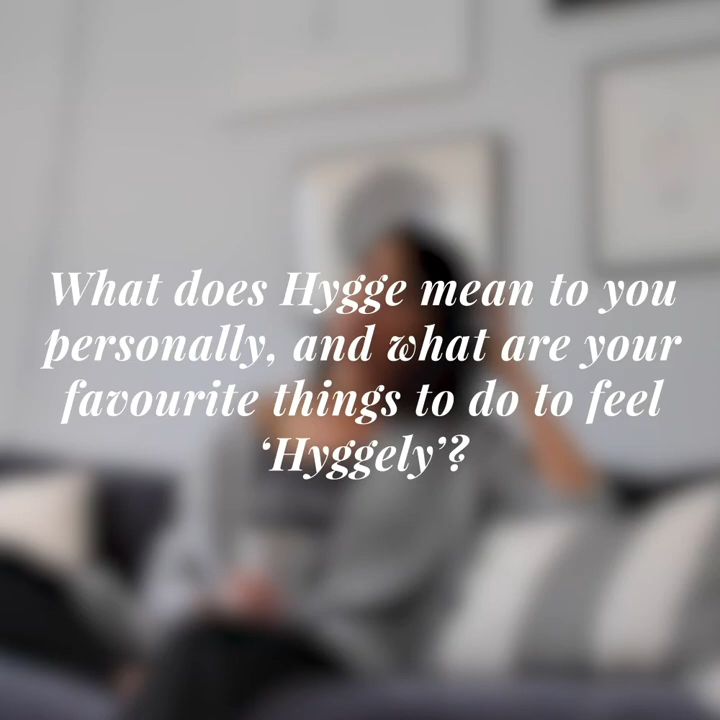 What does Hygge mean to you
personally, and what are your
favourite things to do to feel
‘Hyggely’?